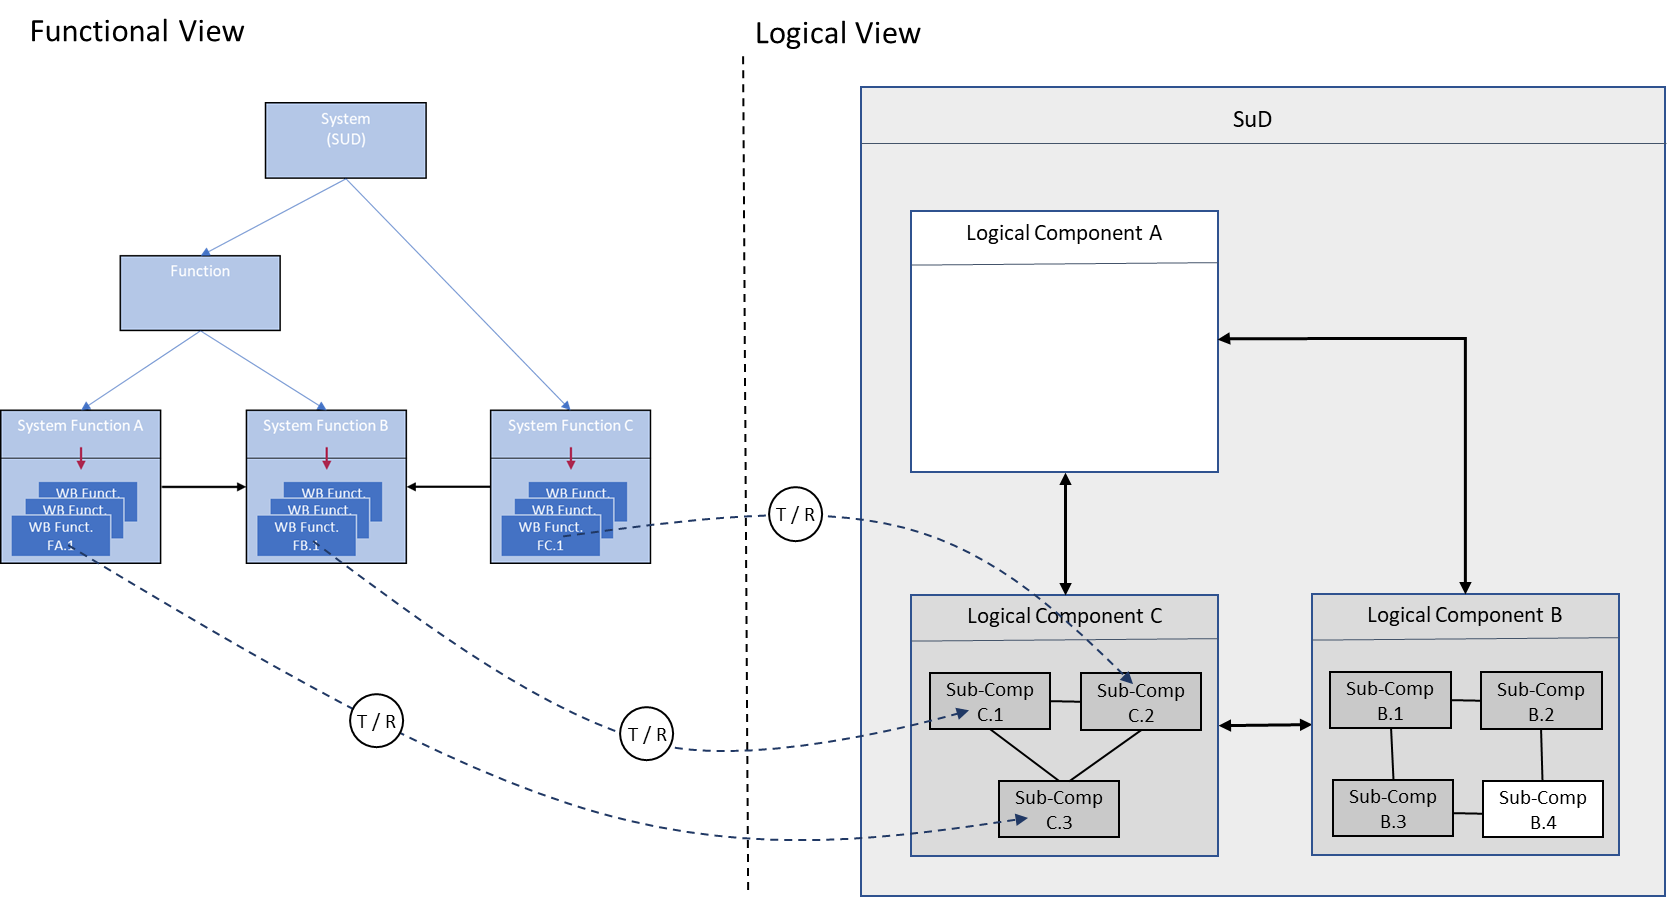 Functional View
Logical View
System
(SUD)
Function
System Function A
WB Funct.
WB Funct.
WB Funct.
FA.1
System Function B
WB Funct.
WB Funct.
WB Funct.
FB.1
System Function C
WB Funct.
WB Funct.
WB Funct.
FC.1
T / R
T / R
T / R
SuD
Logical Component A
Logical Component C
Sub-Comp
C.1
Sub-Comp
C.2
Sub-Comp
C.3
Logical Component B
Sub-Comp
B.1
Sub-Comp
B.2
Sub-Comp
B.3
Sub-Comp
B.4